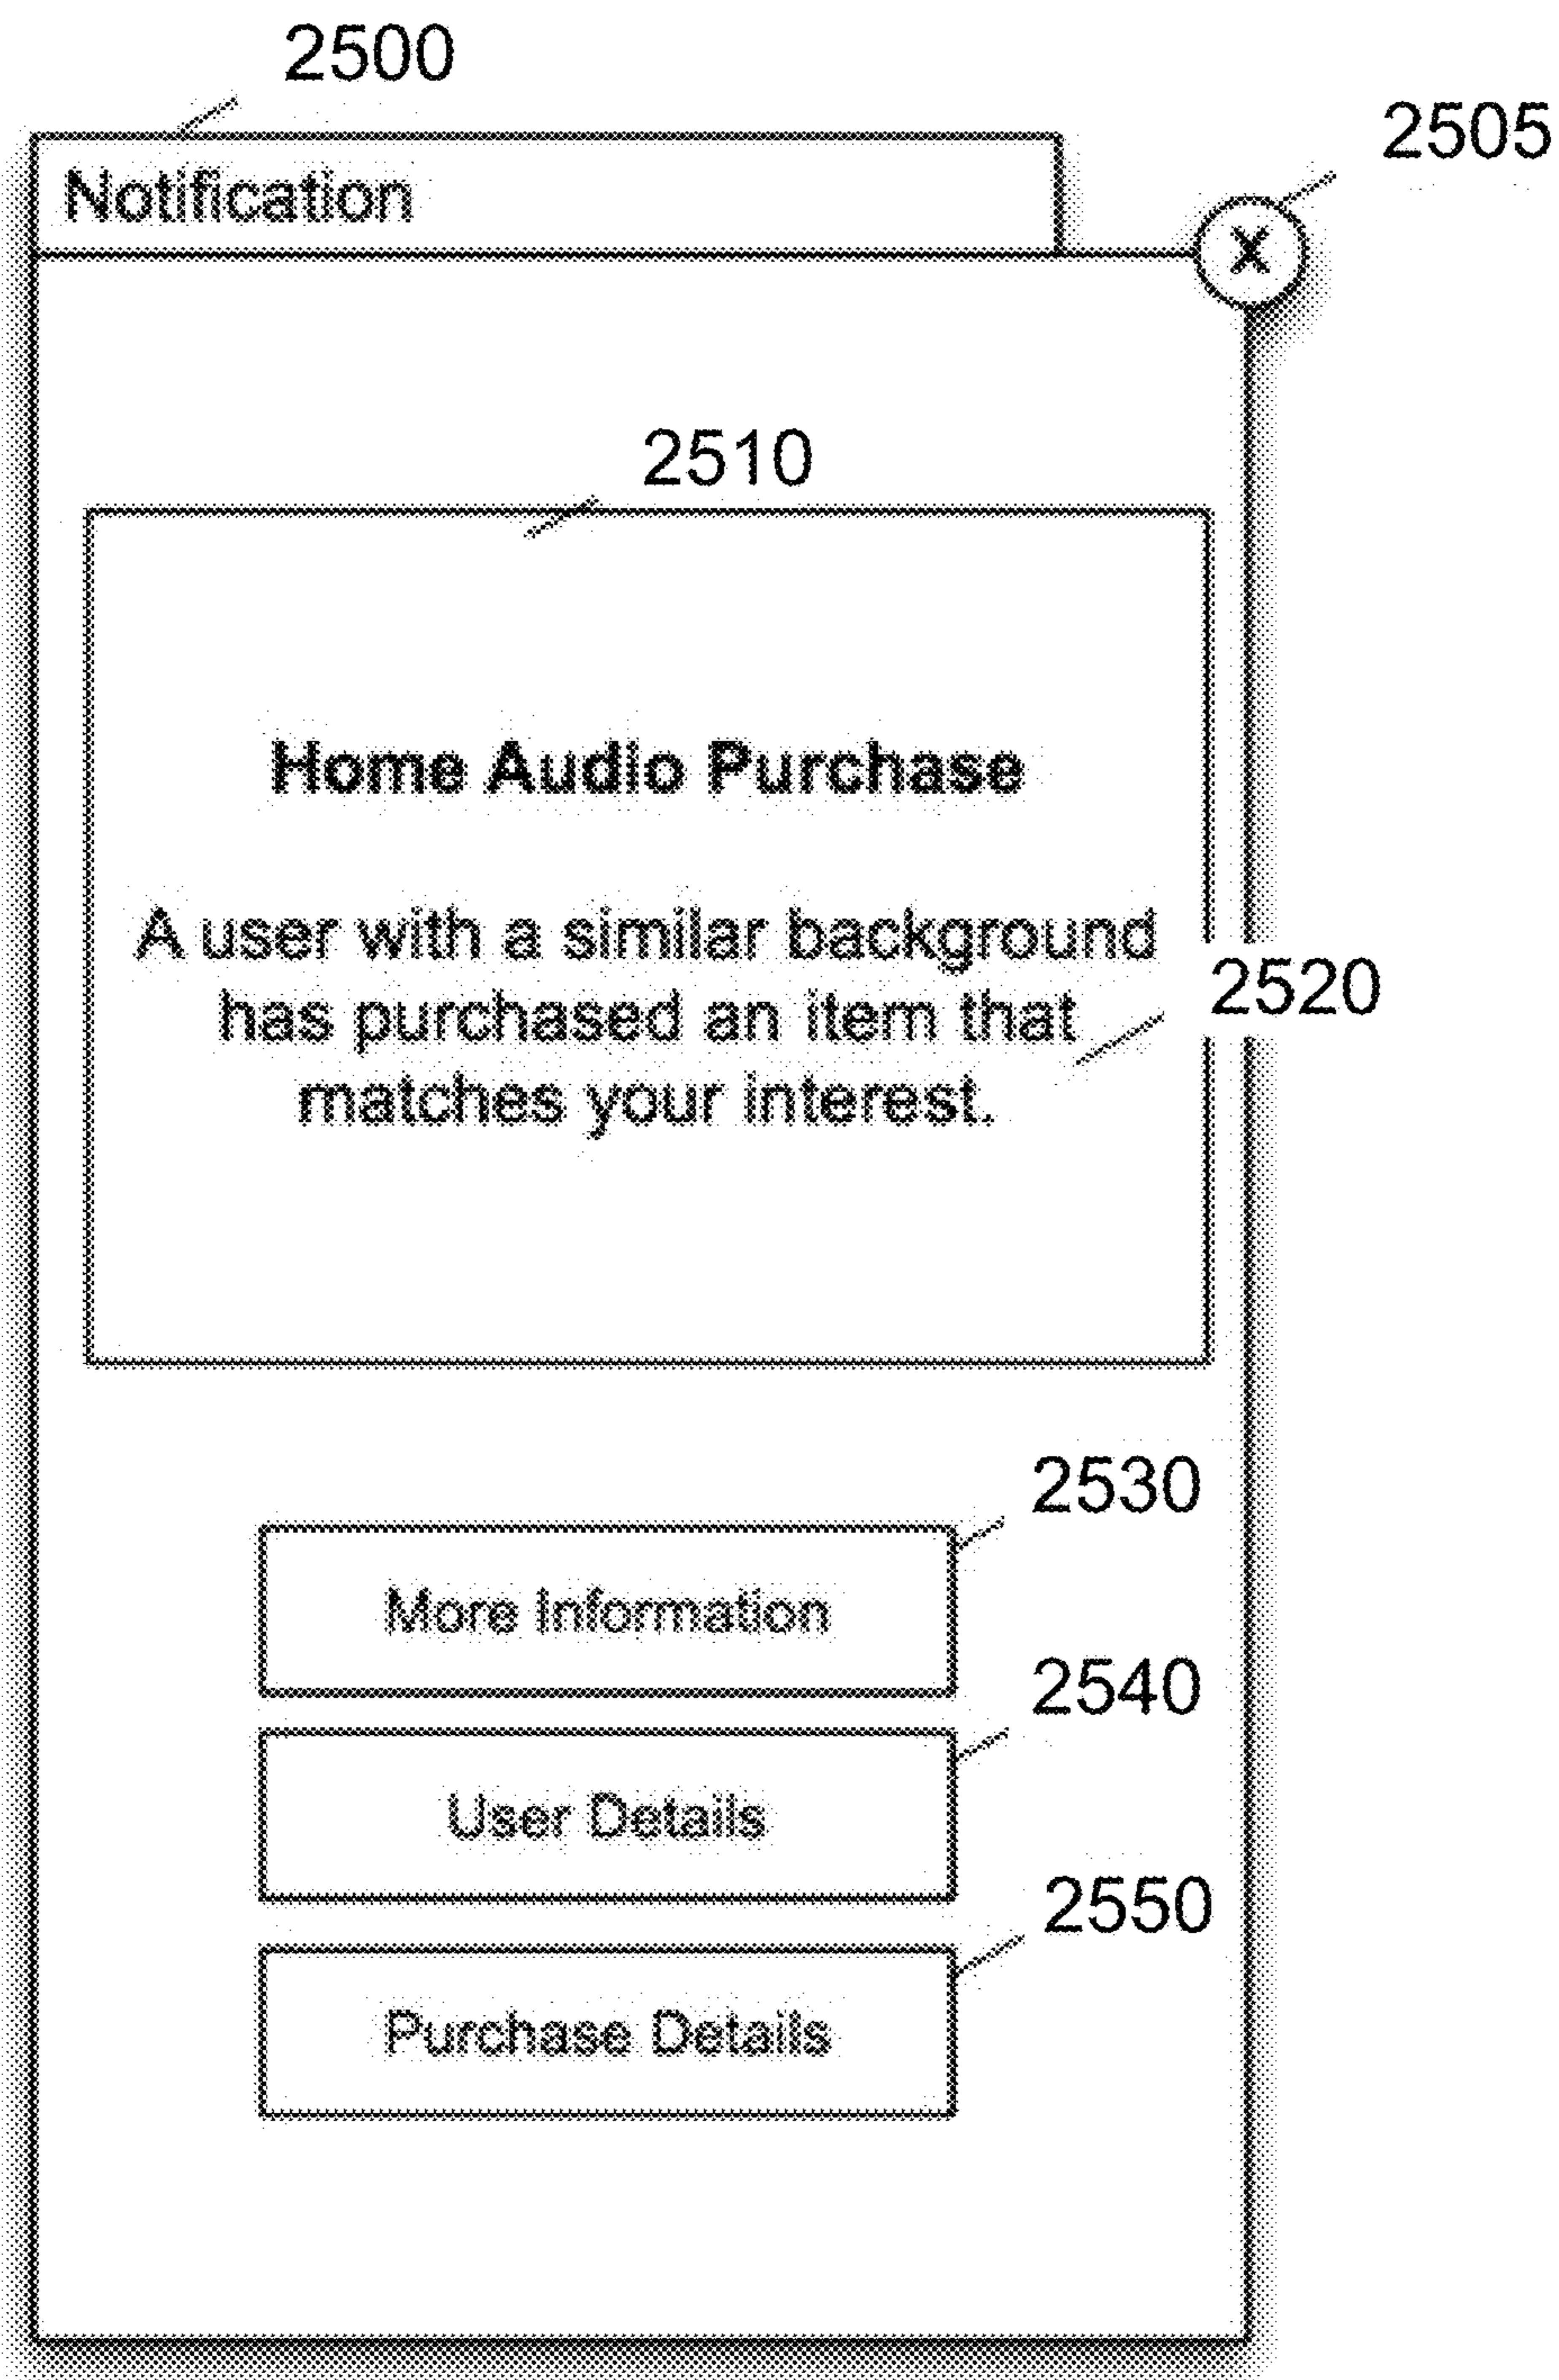 2500
2505
Notification
X
2510
Home Audio Purchase
A user with a similar background
has purchased an item that
2520
matches your interest.
2530
More Information
2540
User Details
2550
Purchase Details